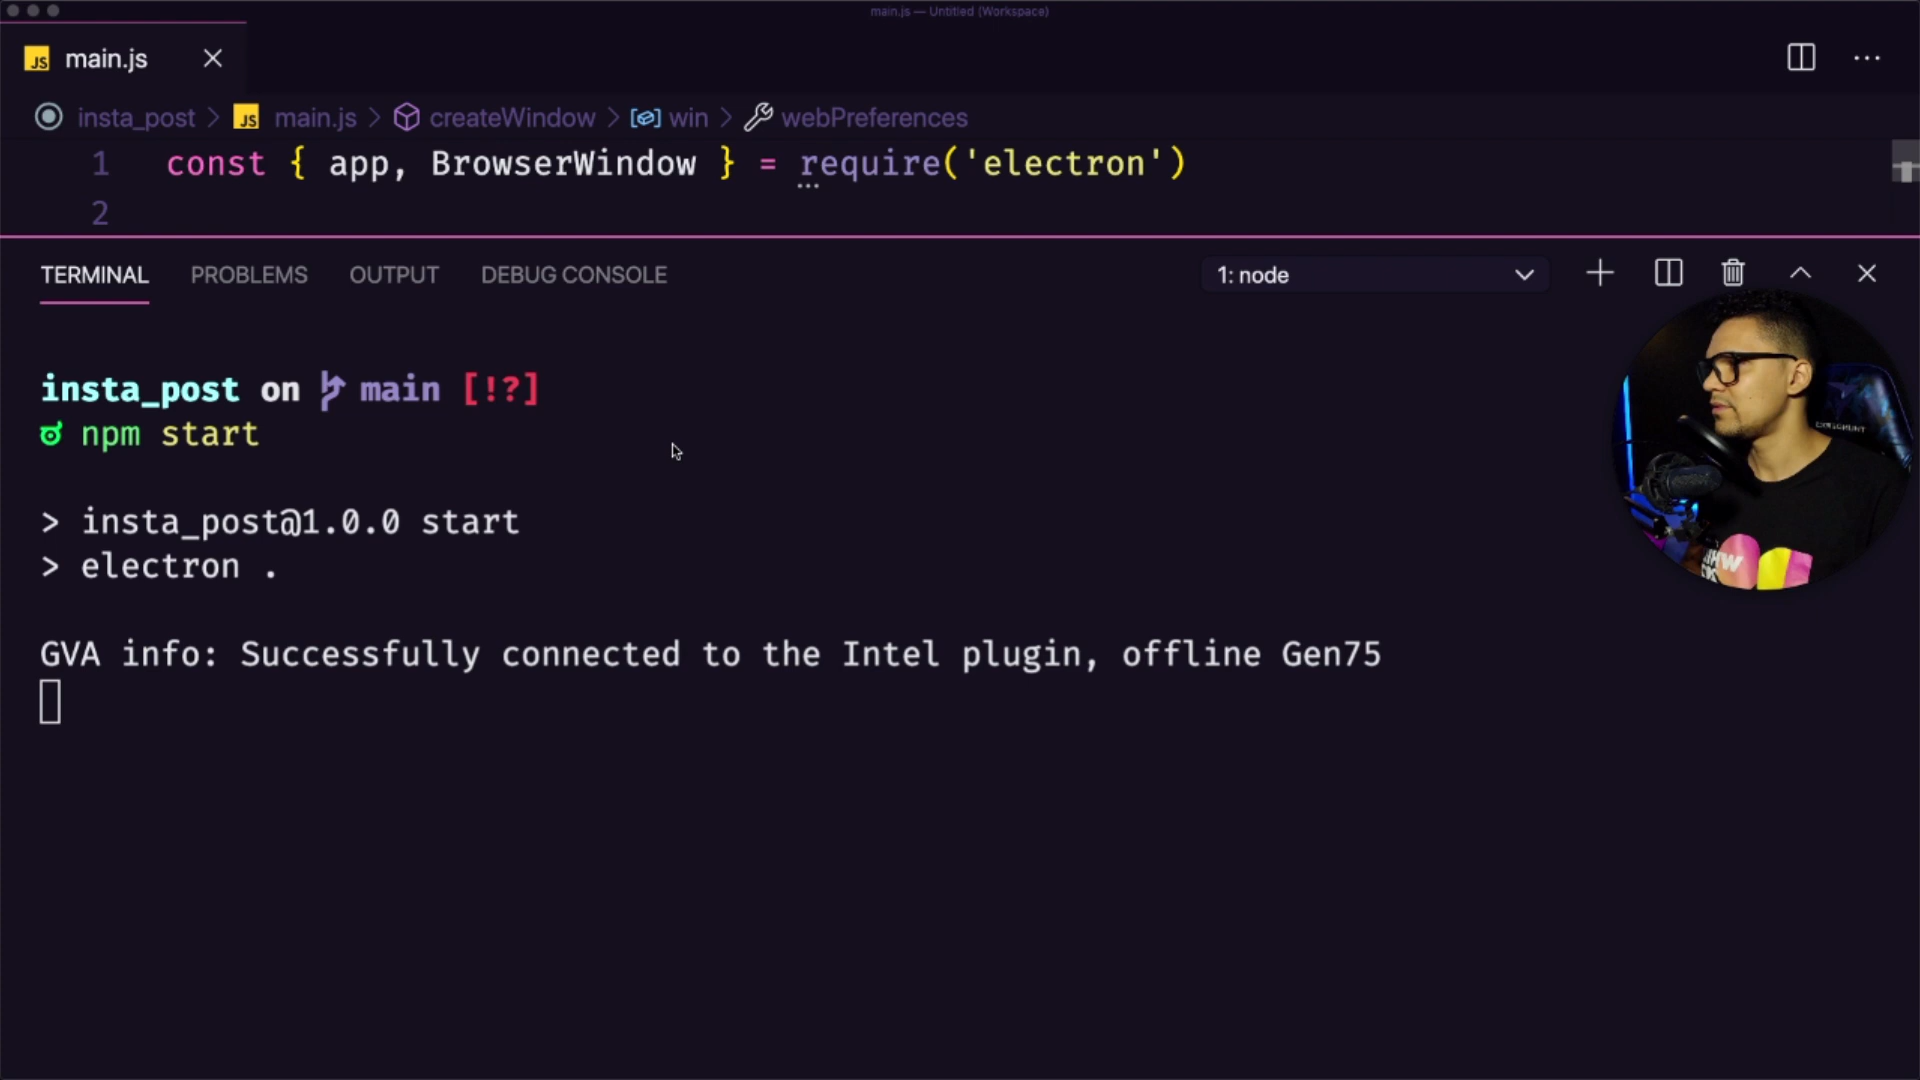 main.js — Untitled (Workspace)
main.js
insta_post > main.js > createWindow > win > webPreferences
1 const { app, BrowserWindow } = require('electron')
2
TERMINAL PROBLEMS OUTPUT DEBUG CONSOLE 1: node
insta_post on main [!?]
npm start
> insta_post@1.0.0 start
> electron .
GVA info: Successfully connected to the Intel plugin, offline Gen75